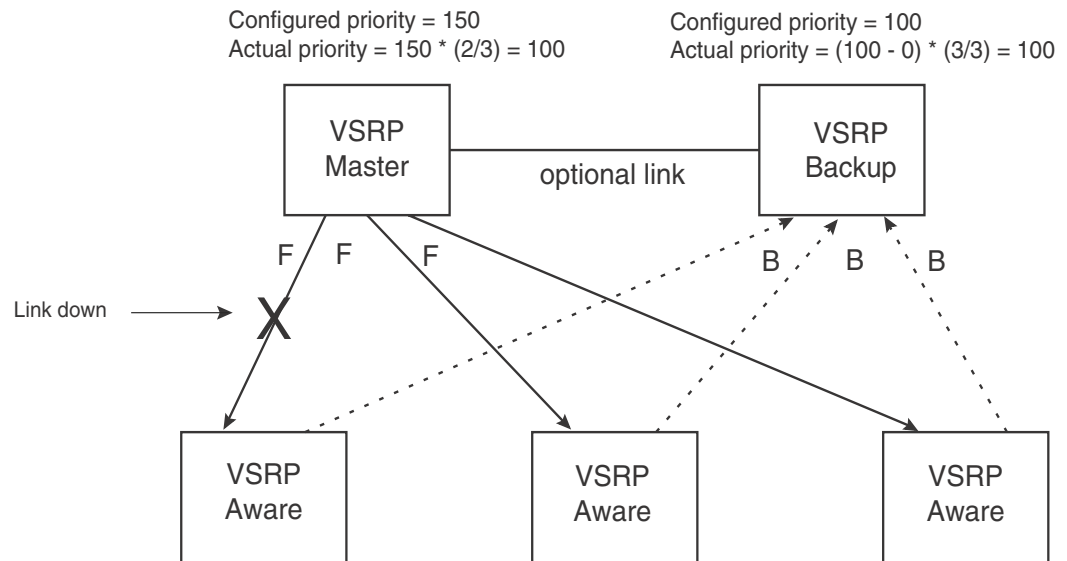 Configured priority = 150
Actual priority = 150 * (2/3) = 100
Configured priority = 100
Actual priority = (100 - 0) * (3/3) = 100
VSRP
Master
optional link
VSRP
Backup
F
F
F
B
B
B
Link down
X
VSRP
Aware
VSRP
Aware
VSRP
Aware